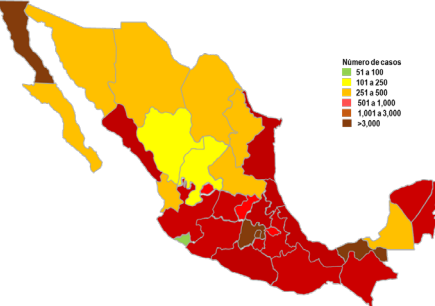 Número de casos
51 a 100
101 a 250
251 a 500
501 a 1,000
1,001 a 3,000
>3,000